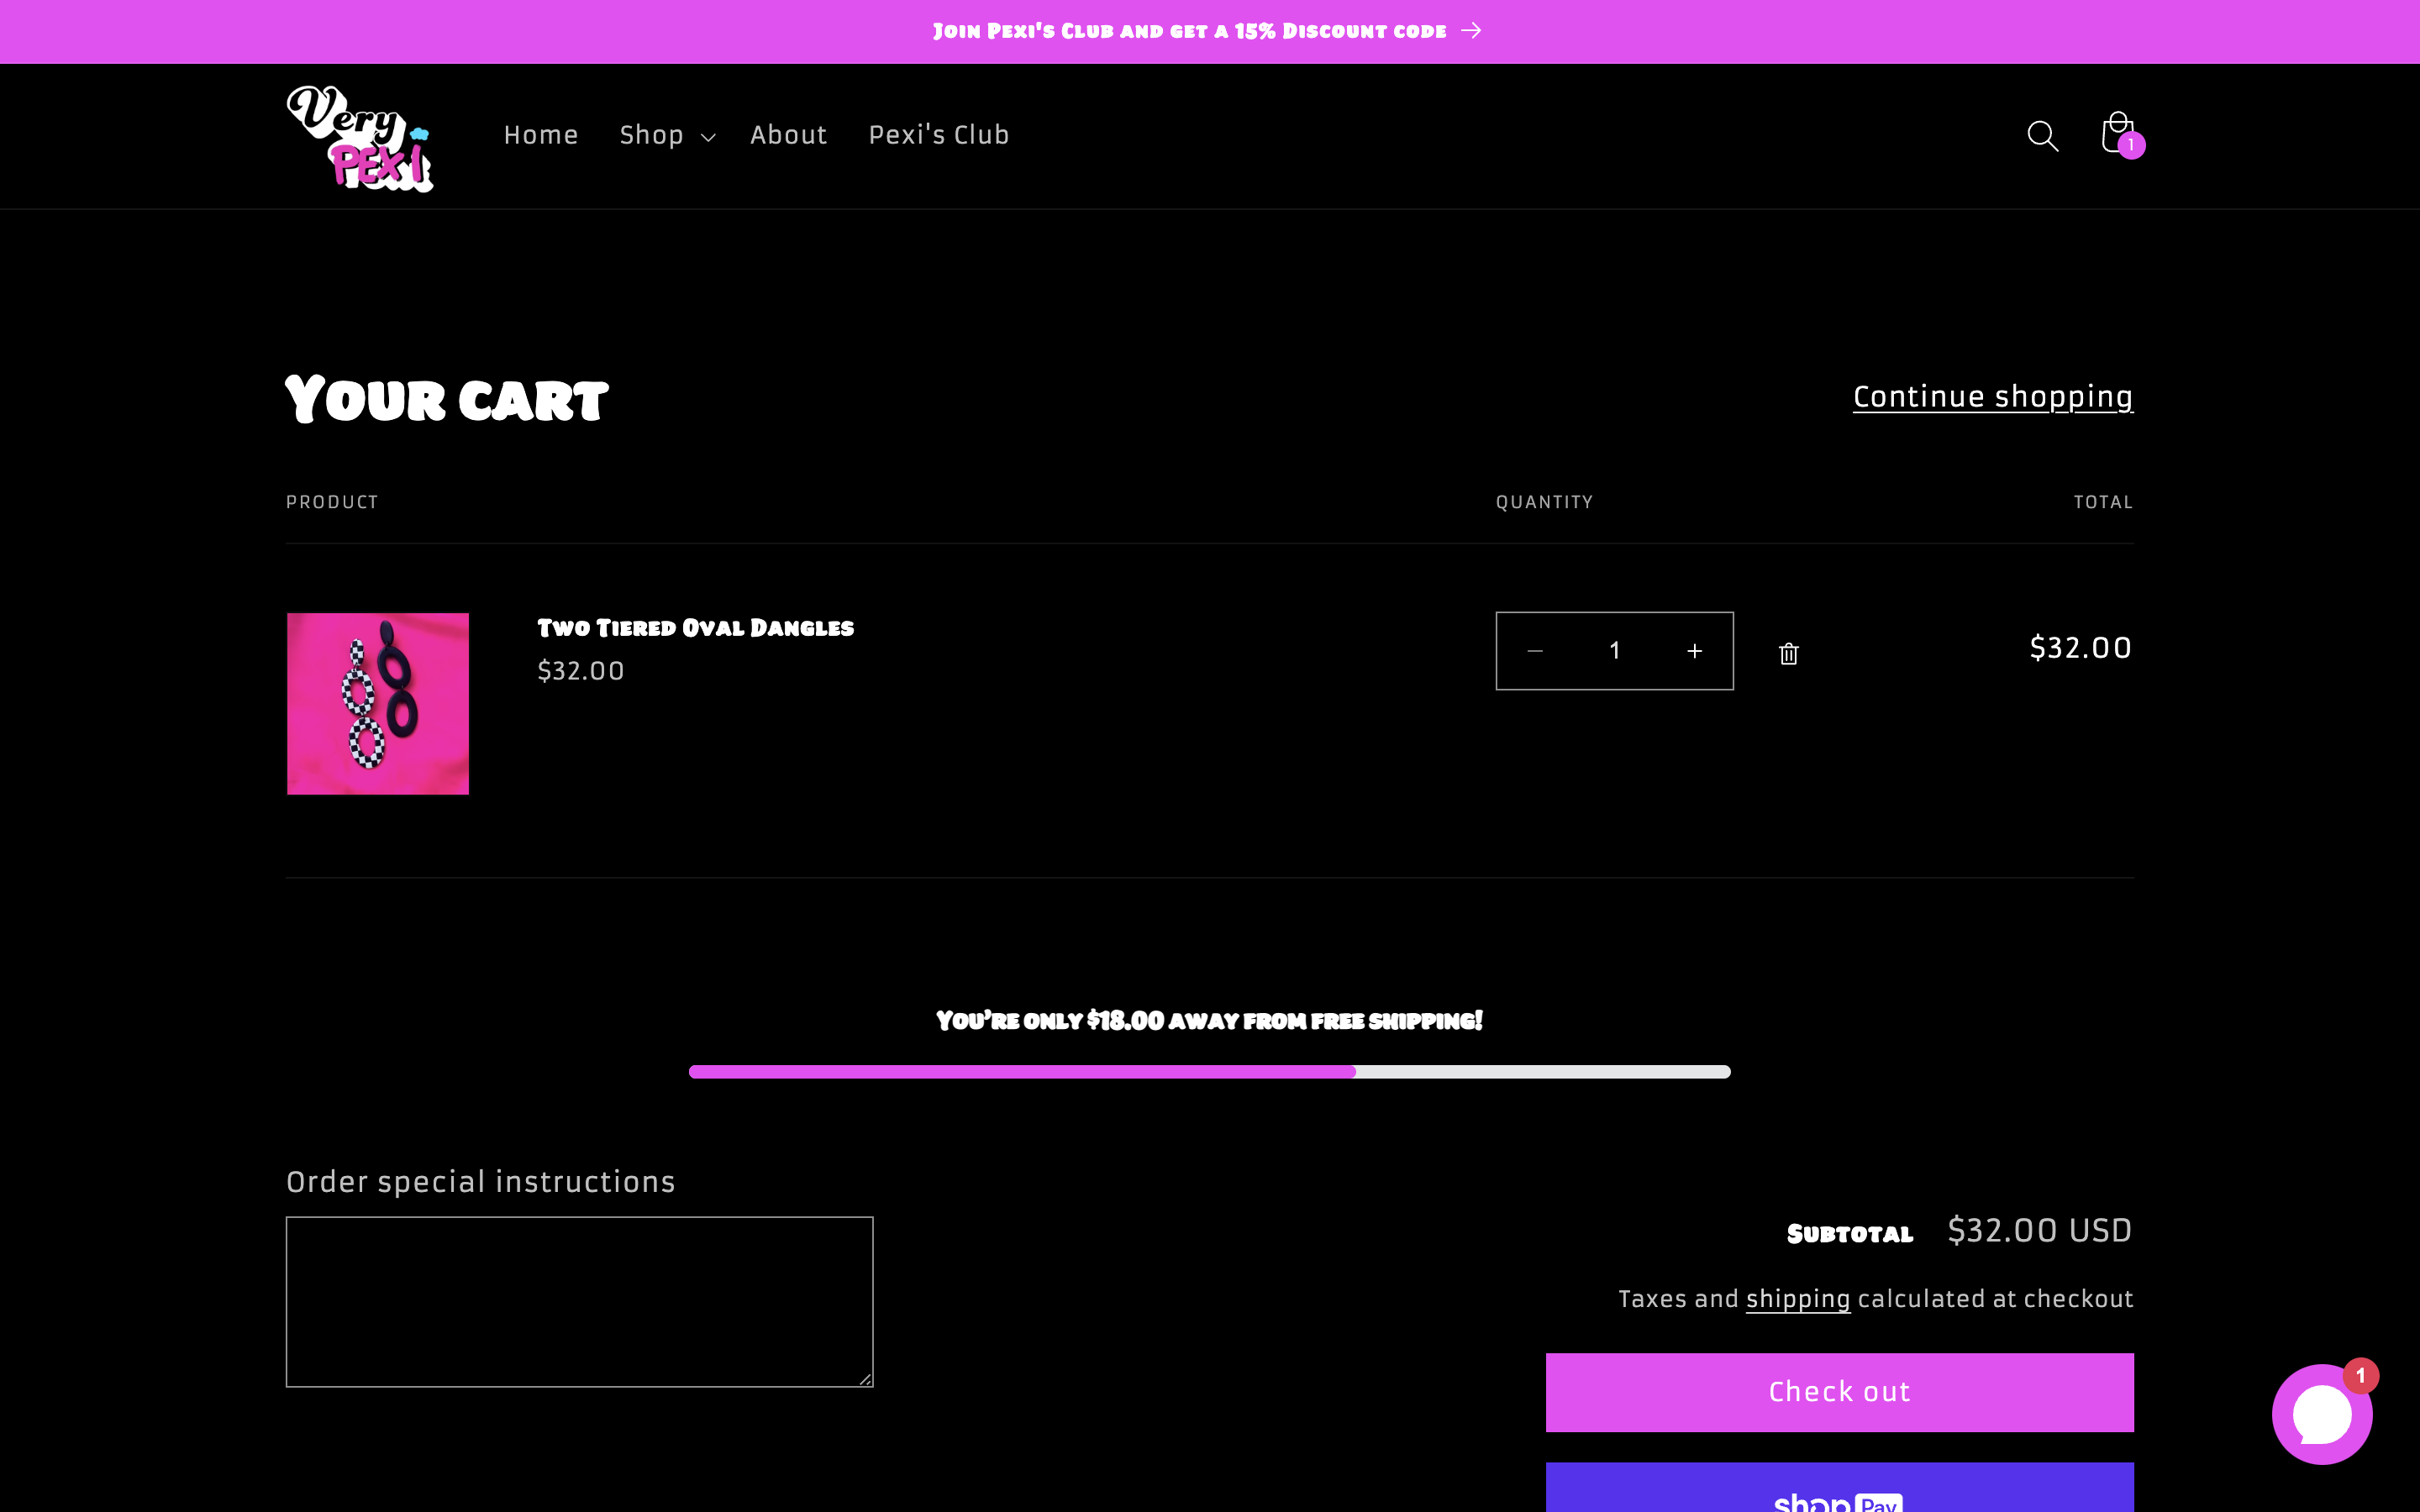 Join Pexi's Club and get a 15% Discount code
Very
PEXI
Home
Shop
About
Pexi's Club
1
Your cart
Continue shopping
PRODUCT
QUANTITY
TOTAL
Two Tiered Oval Dangles
$32.00
1
$32.00
You're only $18.00 away from free shipping!
Order special instructions
Subtotal $32.00 USD
Taxes and shipping calculated at checkout
Check out
1
shop Pay